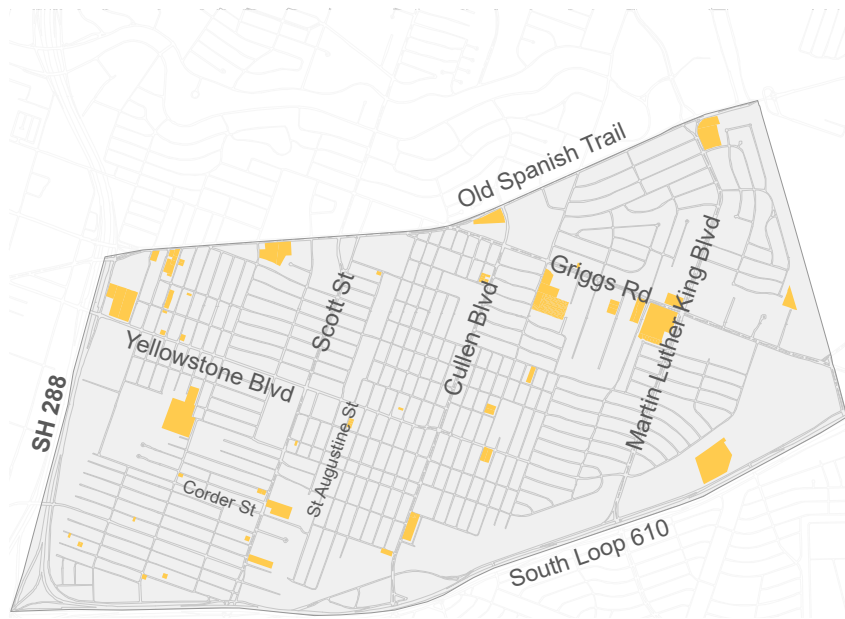 Old Spanish Trail
Griggs Rd
Martin Luther King Blvd
Scott St
Cullen Blvd
Yellowstone Blvd
SH 288
St Augustine St
Corder St
South Loop 610